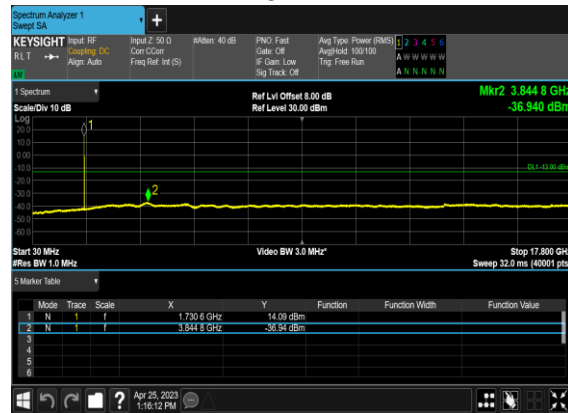 Spectrum Analyzer 1
Swept SA
+
KEYSIGHT Input: RF Input Z: 50 Ω #Atten: 40 dB PNO: Fast Avg Type: Power (RMS) 1 2 3 4 5 6
RLT Coupling: DC Corr CCorr Gate: Off Avg|Hold: 100/100 A W W W W W
Align: Auto Freq Ref: Int (S) IF Gain: Low Trig: Free Run
LXI Sig Track: Off A N N N N N
1 Spectrum Ref Lvl Offset 8.00 dB Mkr2 3.844 8 GHz
Scale/Div 10 dB Ref Level 30.00 dBm -36.940 dBm
Log
20.0
10.0
0.00
-10.0
-20.0
-30.0
-40.0
-50.0
-60.0
1
2
DL1 -13.00 dBm
Start 30 MHz Video BW 3.0 MHz* Stop 17.800 GHz
#Res BW 1.0 MHz Sweep 32.0 ms (40001 pts)
5 Marker Table
Mode Trace Scale X Y Function Function Width Function Value
1 N 1 f 1.730 6 GHz 14.09 dBm
2 N 1 f 3.844 8 GHz -36.94 dBm
3
4
5
6
? Apr 25, 2023
1:16:12 PM